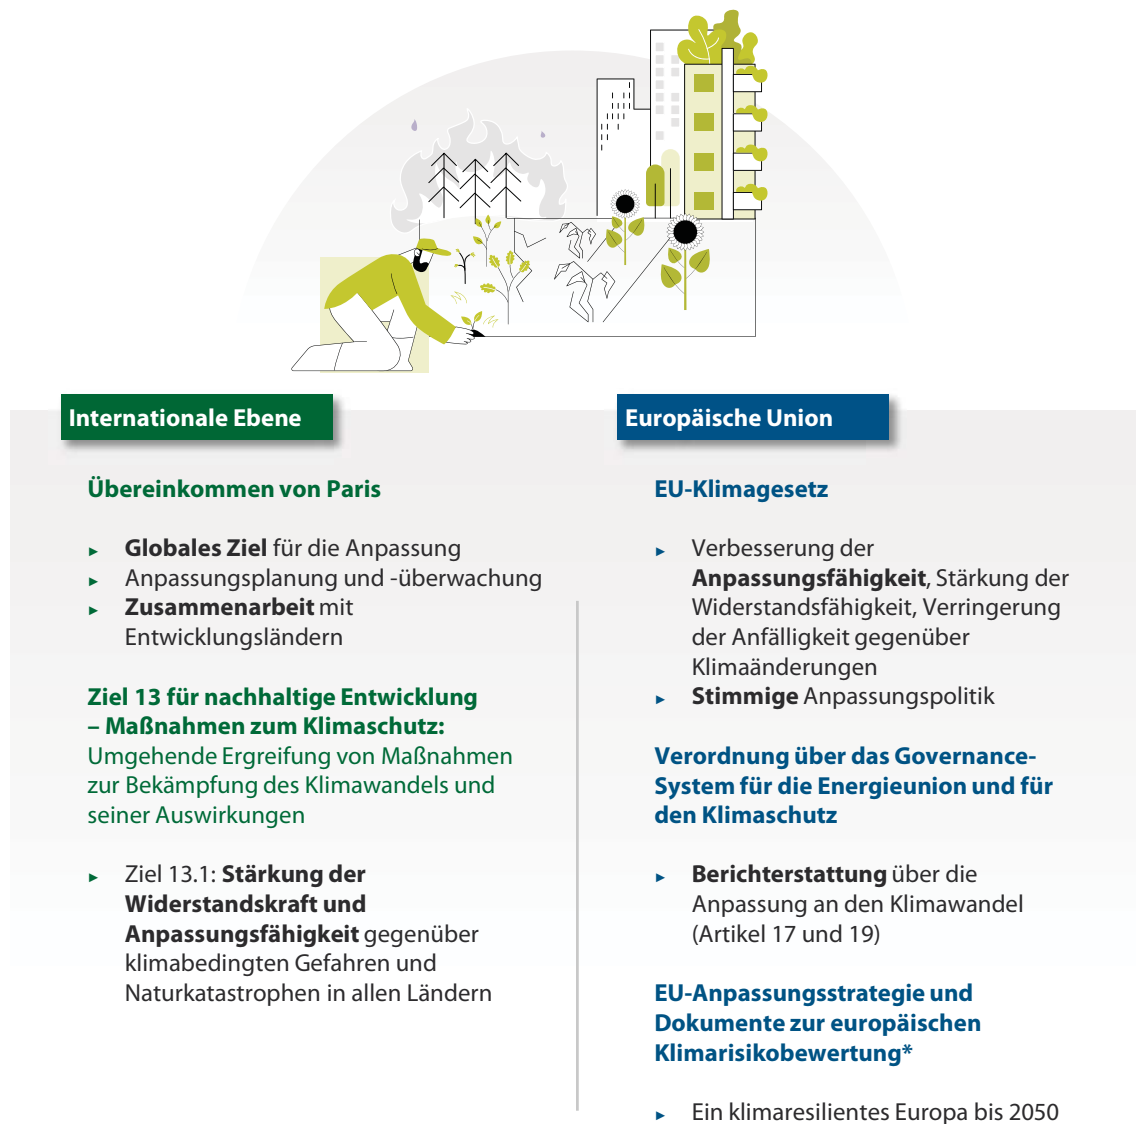 Internationale Ebene
Übereinkommen von Paris
► Globales Ziel für die Anpassung
► Anpassungsplanung und -überwachung
► Zusammenarbeit mit
Entwicklungsländern
Ziel 13 für nachhaltige Entwicklung
– Maßnahmen zum Klimaschutz:
Umgehende Ergreifung von Maßnahmen
zur Bekämpfung des Klimawandels und
seiner Auswirkungen
► Ziel 13.1: Stärkung der
Widerstandskraft und
Anpassungsfähigkeit gegenüber
klimabedingten Gefahren und
Naturkatastrophen in allen Ländern
Europäische Union
EU-Klimagesetz
► Verbesserung der
Anpassungsfähigkeit, Stärkung der
Widerstandsfähigkeit, Verringerung
der Anfälligkeit gegenüber
Klimaänderungen
► Stimmige Anpassungspolitik
Verordnung über das Governance-
System für die Energieunion und für
den Klimaschutz
► Berichterstattung über die
Anpassung an den Klimawandel
(Artikel 17 und 19)
EU-Anpassungsstrategie und
Dokumente zur europäischen
Klimarisikobewertung*
► Ein klimaresilientes Europa bis 2050